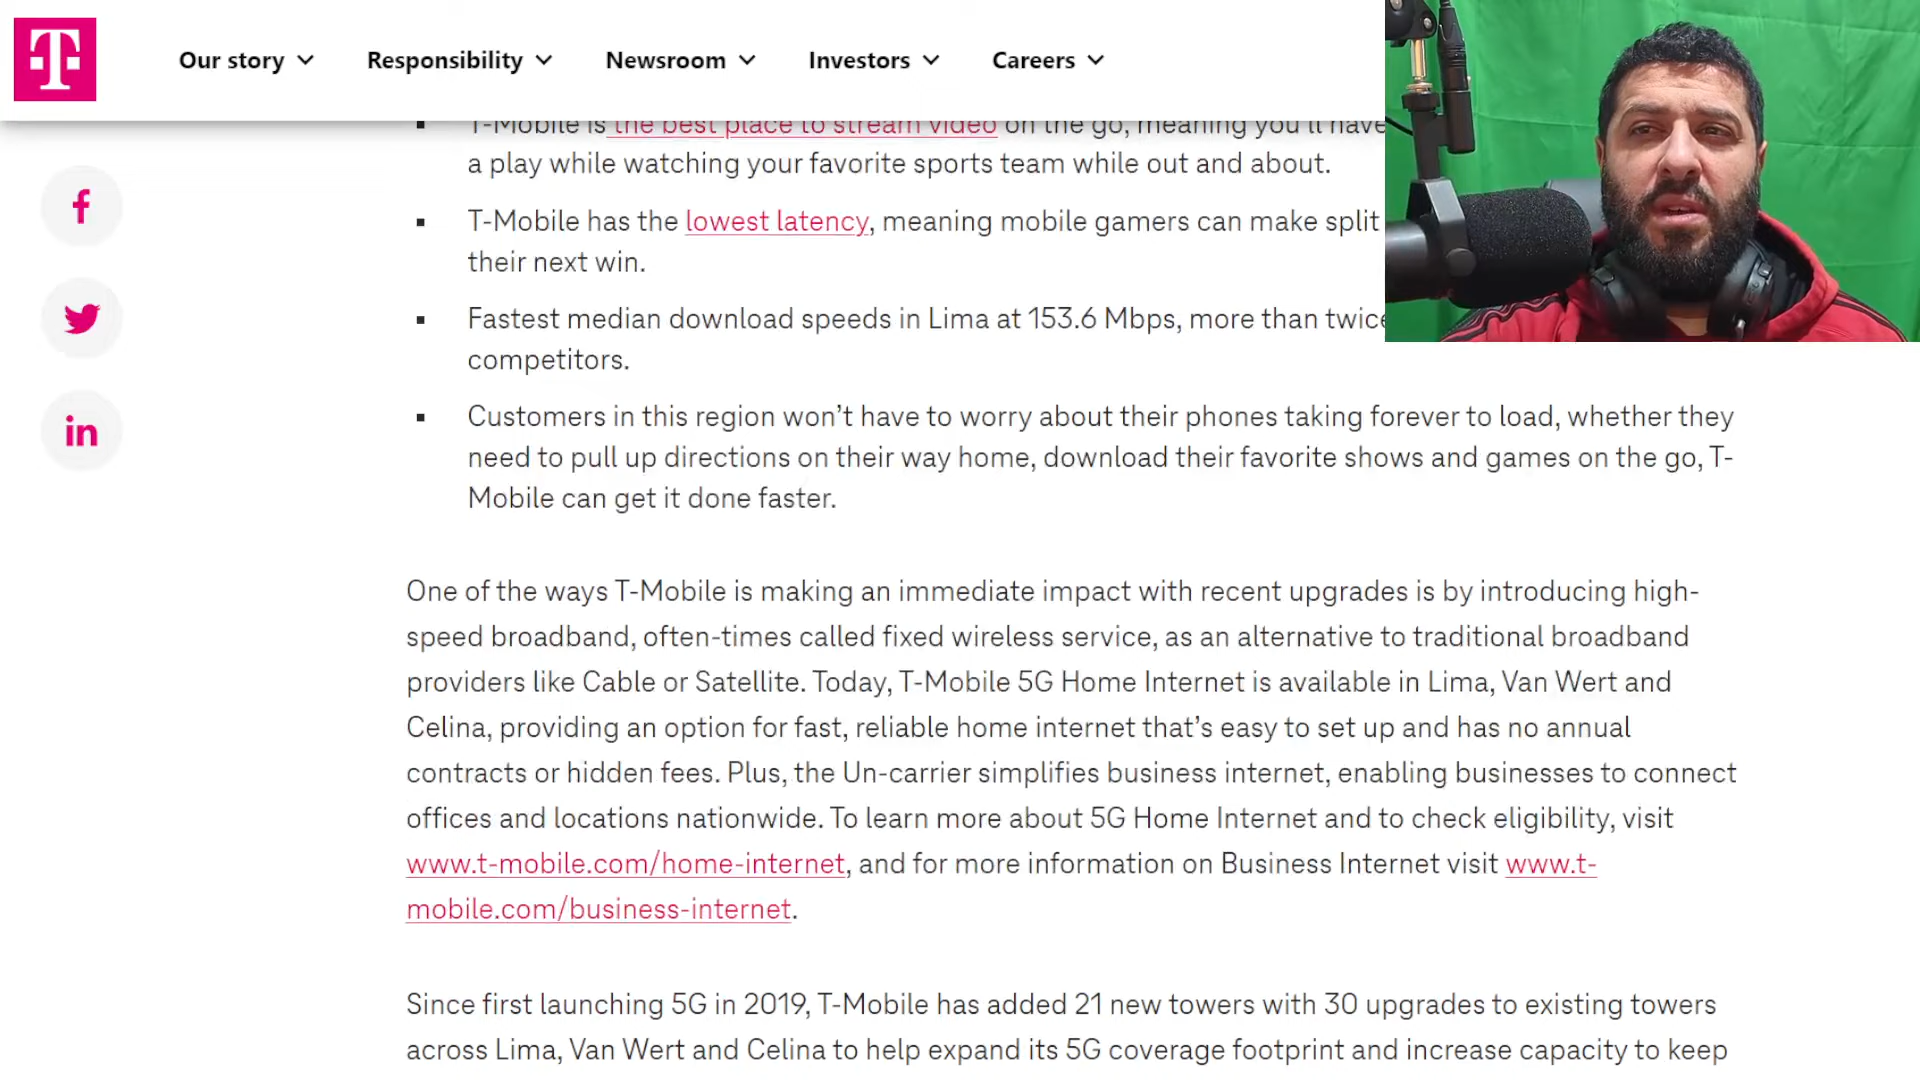 Our story
Responsibility
Newsroom
Investors
Careers
T-Mobile is the best place to stream video on the go, meaning you'll have
a play while watching your favorite sports team while out and about.
T-Mobile has the lowest latency, meaning mobile gamers can make split
their next win.
Fastest median download speeds in Lima at 153.6 Mbps, more than twice
competitors.
Customers in this region won't have to worry about their phones taking forever to load, whether they
need to pull up directions on their way home, download their favorite shows and games on the go, T-
Mobile can get it done faster.
One of the ways T-Mobile is making an immediate impact with recent upgrades is by introducing high-
speed broadband, often-times called fixed wireless service, as an alternative to traditional broadband
providers like Cable or Satellite. Today, T-Mobile 5G Home Internet is available in Lima, Van Wert and
Celina, providing an option for fast, reliable home internet that's easy to set up and has no annual
contracts or hidden fees. Plus, the Un-carrier simplifies business internet, enabling businesses to connect
offices and locations nationwide. To learn more about 5G Home Internet and to check eligibility, visit
www.t-mobile.com/home-internet, and for more information on Business Internet visit www.t-
mobile.com/business-internet.
Since first launching 5G in 2019, T-Mobile has added 21 new towers with 30 upgrades to existing towers
across Lima, Van Wert and Celina to help expand its 5G coverage footprint and increase capacity to keep